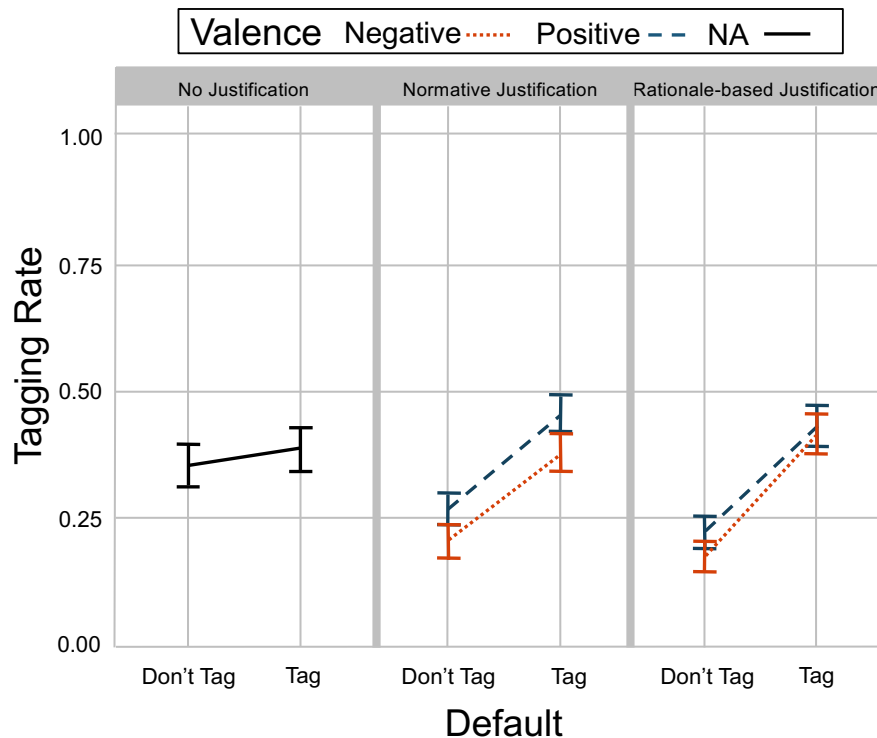 Valence Negative Positive NA
No Justification Normative Justification Rationale-based Justification
1.00
0.75
0.50
0.25
0.00
Tagging Rate
Don't Tag Tag Don't Tag Tag Don't Tag Tag
Default